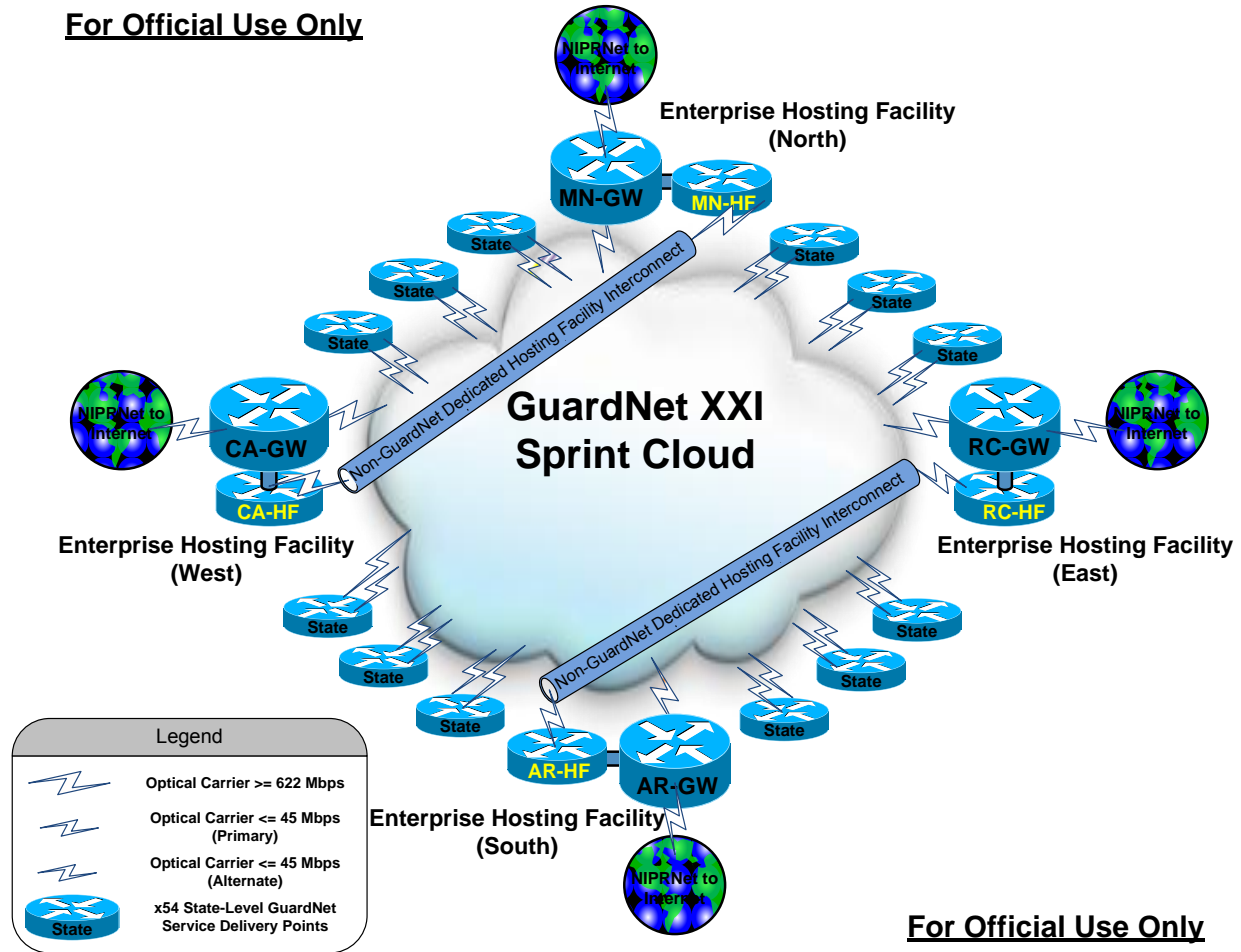 For Official Use Only
NIPRNet to
Internet
Enterprise Hosting Facility
(North)
MN-GW
MN-HF
State
State
State
State
State
State
Non-GuardNet Dedicated Hosting Facility Interconnect
NIPRNet to
Internet
CA-GW
CA-HF
Enterprise Hosting Facility
(West)
GuardNet XXI
Sprint Cloud
RC-GW
RC-HF
NIPRNet to
Internet
Enterprise Hosting Facility
(East)
Non-GuardNet Dedicated Hosting Facility Interconnect
State
State
State
State
State
State
AR-HF
AR-GW
Enterprise Hosting Facility
(South)
NIPRNet to
Internet
Legend
Optical Carrier >= 622 Mbps
Optical Carrier <= 45 Mbps
(Primary)
Optical Carrier <= 45 Mbps
(Alternate)
State
x54 State-Level GuardNet
Service Delivery Points
For Official Use Only